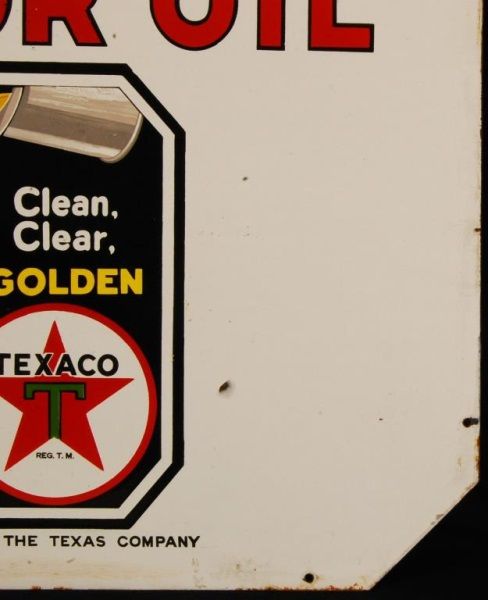 OR OIL
Clean,
Clear,
GOLDEN
TEXACO
T
REG. T. M.
THE TEXAS COMPANY